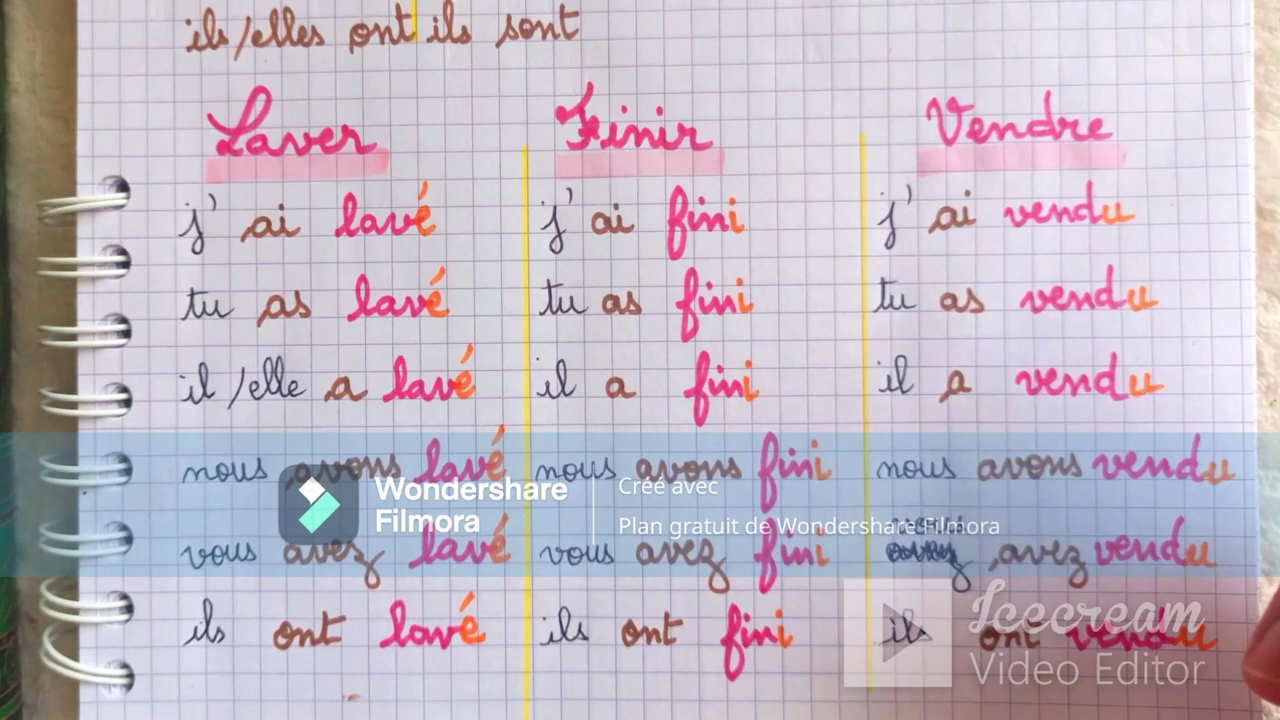 ils/elles ont ils sont
Laver Finir Vendre
j' ai lavé j' ai fini j' ai vendu
tu as lavé tu as fini tu as vendu
il /elle a lavé il a fini il a vendu
nous avons lavé nous avons fini nous avons vendu
Wondershare Filmora
Créé avec
Plan gratuit de Wondershare Filmora
vous avez lavé vous avez fini avez vendu
ils ont lavé ils ont fini ils ont vendu
Icecream
Video Editor